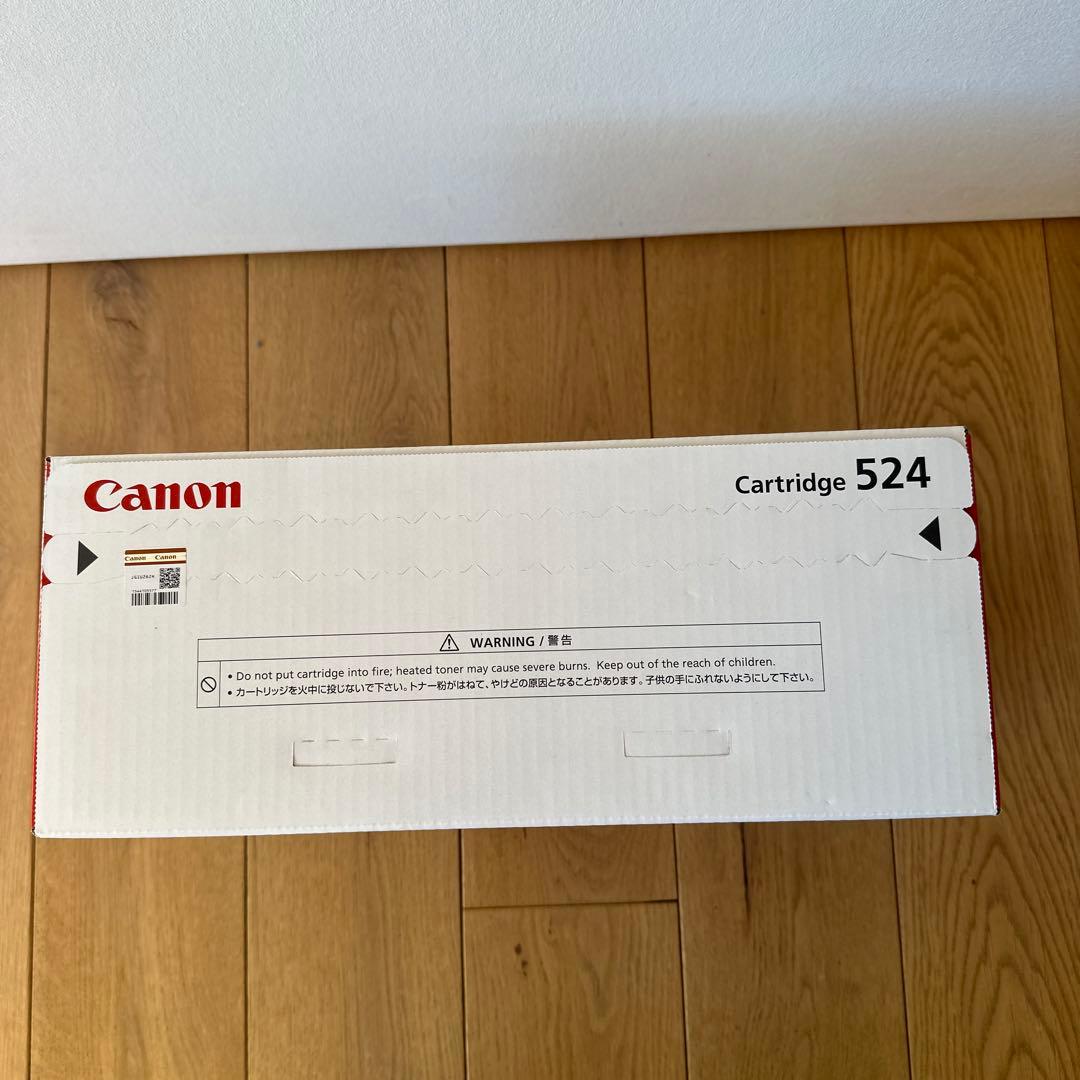 Canon
Cartridge 524
Canon Canon
WARNING / 警告
• Do not put cartridge into fire; heated toner may cause severe burns. Keep out of the reach of children.
• カートリッジを火中に投じないで下さい。トナー粉がはねて、やけどの原因となることがあります。子供の手にふれないようにして下さい。